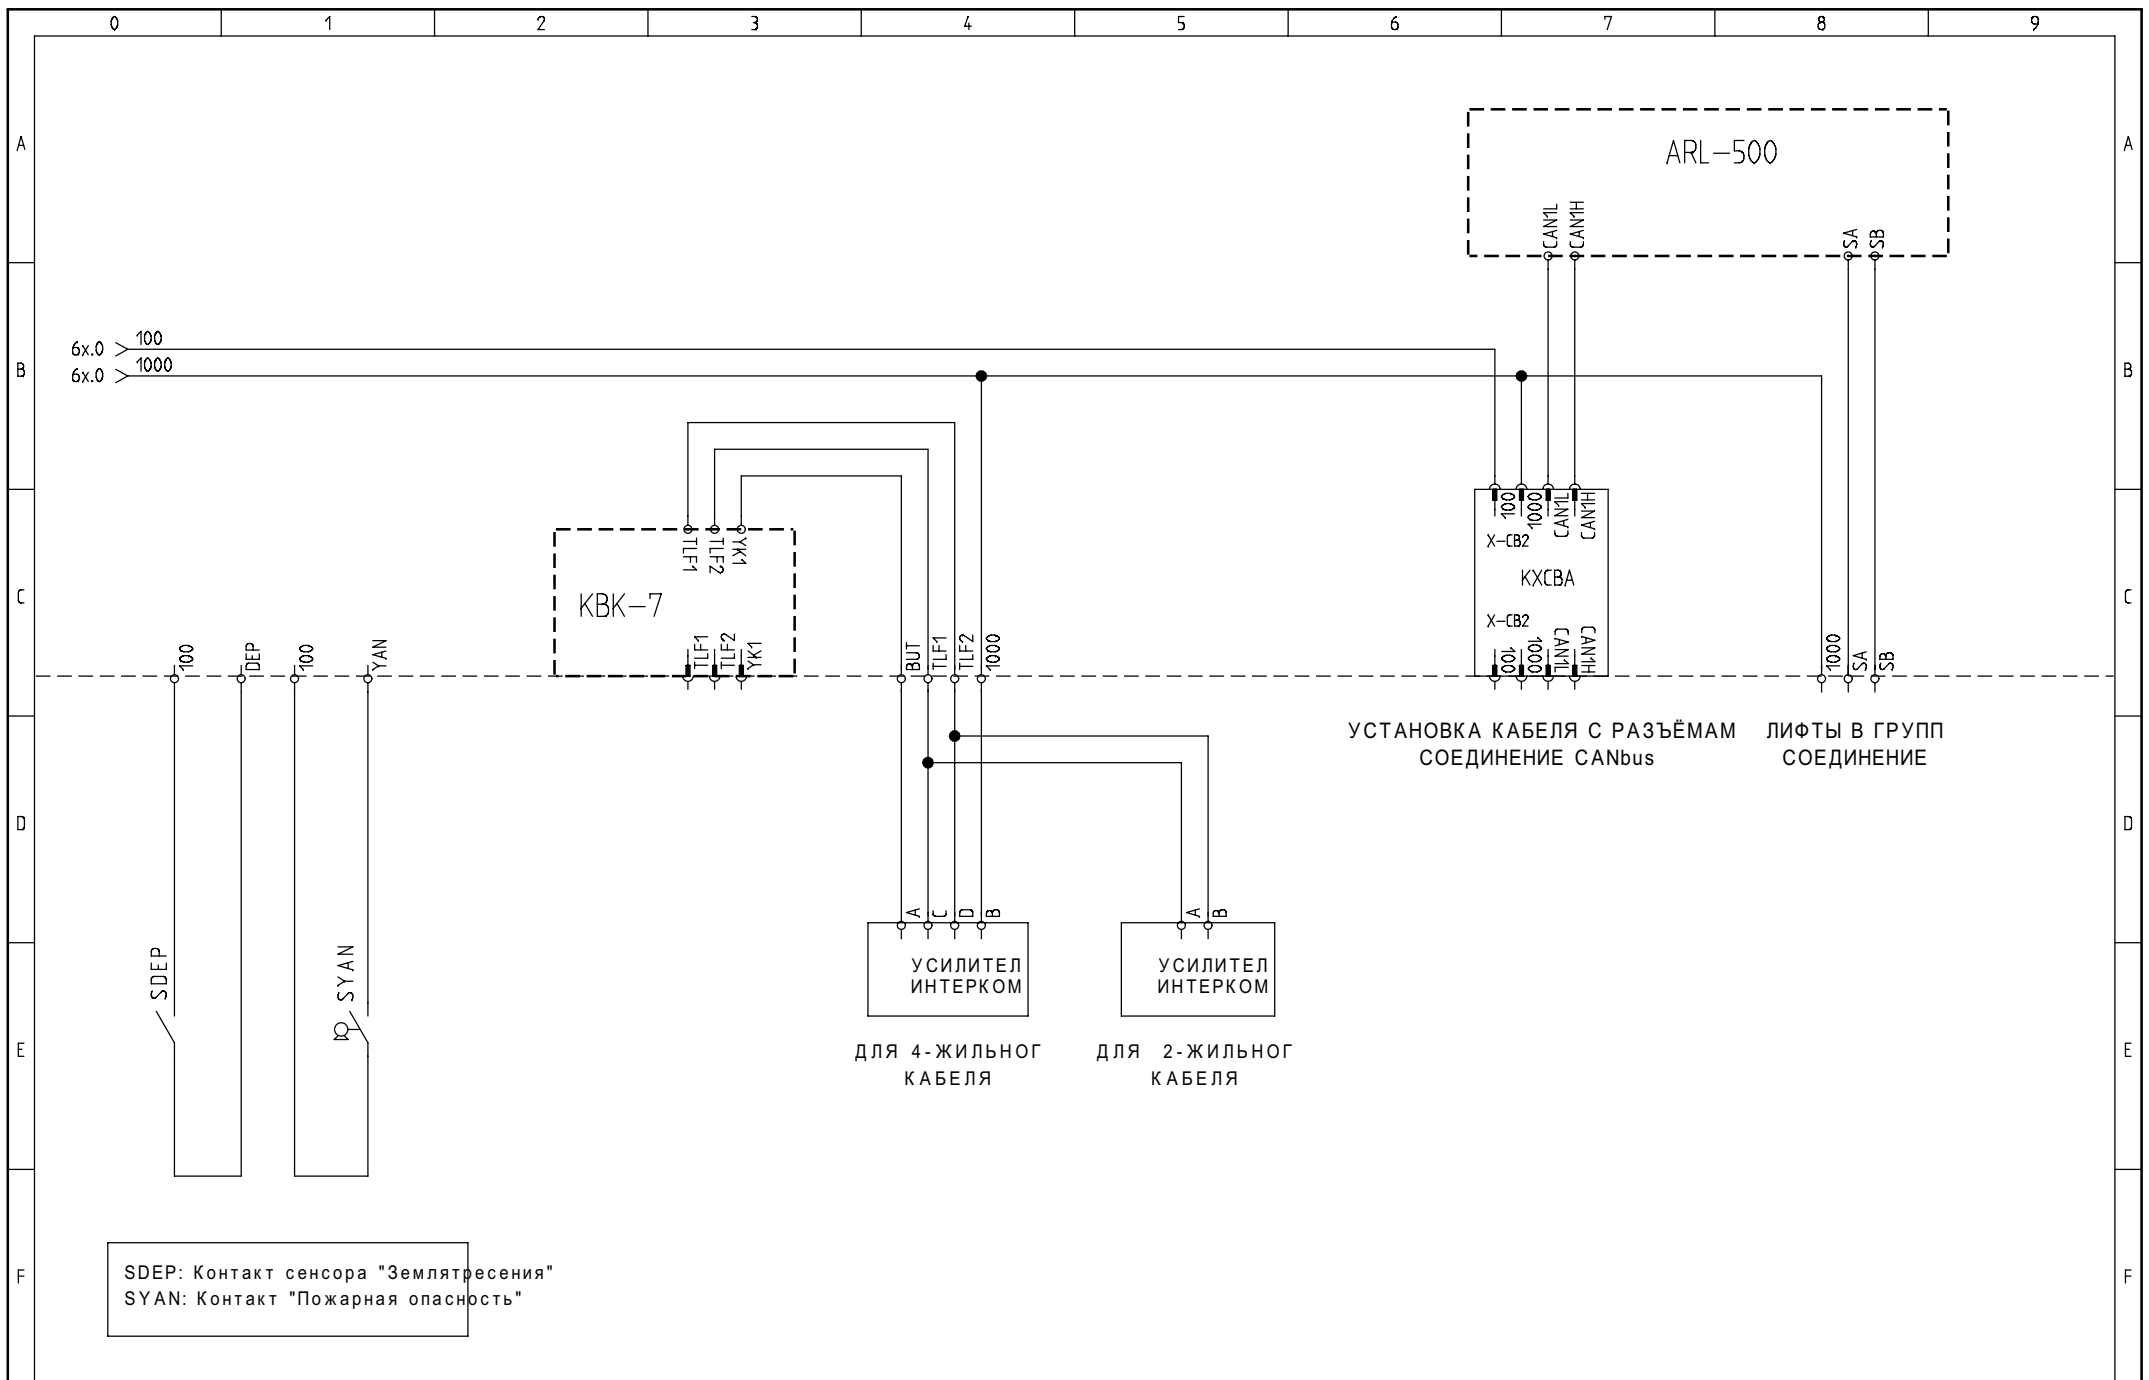 0 1 2 3 4 5 6 7 8 9
A A
ARL-500
CAN1L CAN1H SA SB
6x.0 100
6x.0 1000
B B
TLF1 TLF2 YK1
KBK-7
TLF1 TLF2 YK1
100 1000 CAN1L CAN1H
X-CB2
KXCBA
X-CB2
100 1000 CAN1L CAN1H
C C
100 DEP 100 YAN
BUT TLF1 TLF2 1000
1000 SA SB
УСТАНОВКА КАБЕЛЯ С РАЗЪЁМАМ
СОЕДИНЕНИЕ CANbus
ЛИФТЫ В ГРУПП
СОЕДИНЕНИЕ
D D
A C D B
A B
SDEP
SYAN
УСИЛИТЕЛ
ИНТЕРКОМ
УСИЛИТЕЛ
ИНТЕРКОМ
E E
ДЛЯ 4-ЖИЛЬНОГ
КАБЕЛЯ
ДЛЯ 2-ЖИЛЬНОГ
КАБЕЛЯ
F F
SDEP: Контакт сенсора "Землятресения"
SYAN: Контакт "Пожарная опасность"